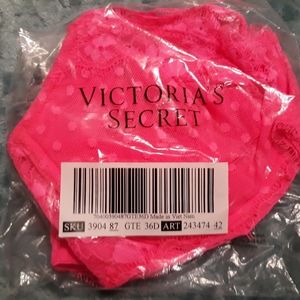 VICTORIA'S
SECRET
Made in Viet Nam
SKU 3904 87 GTE 36D ART 243474 42